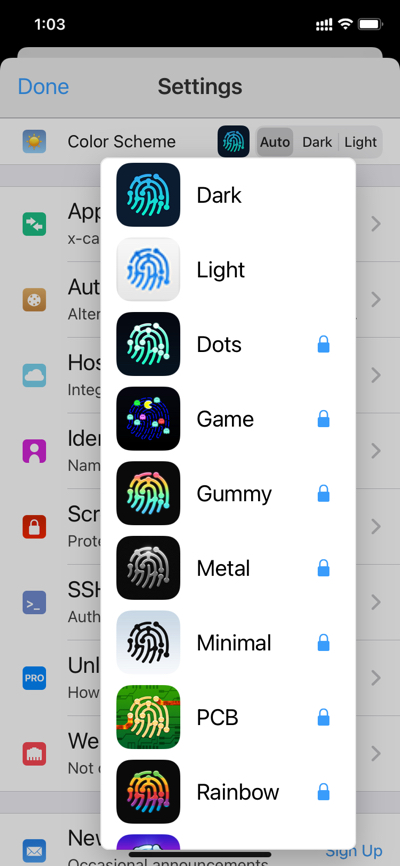 1:03
Done
Settings
Color Scheme
Auto
Dark
Light
Dark
Light
Dots
Game
Gummy
Metal
Minimal
PCB
Rainbow
App
x-ca
Aut
Alter
Hos
Integ
Iden
Nam
Scr
Prote
SSH
Auth
PRO
Unl
How
We
Not
New
Occasional announcements
Sign Up